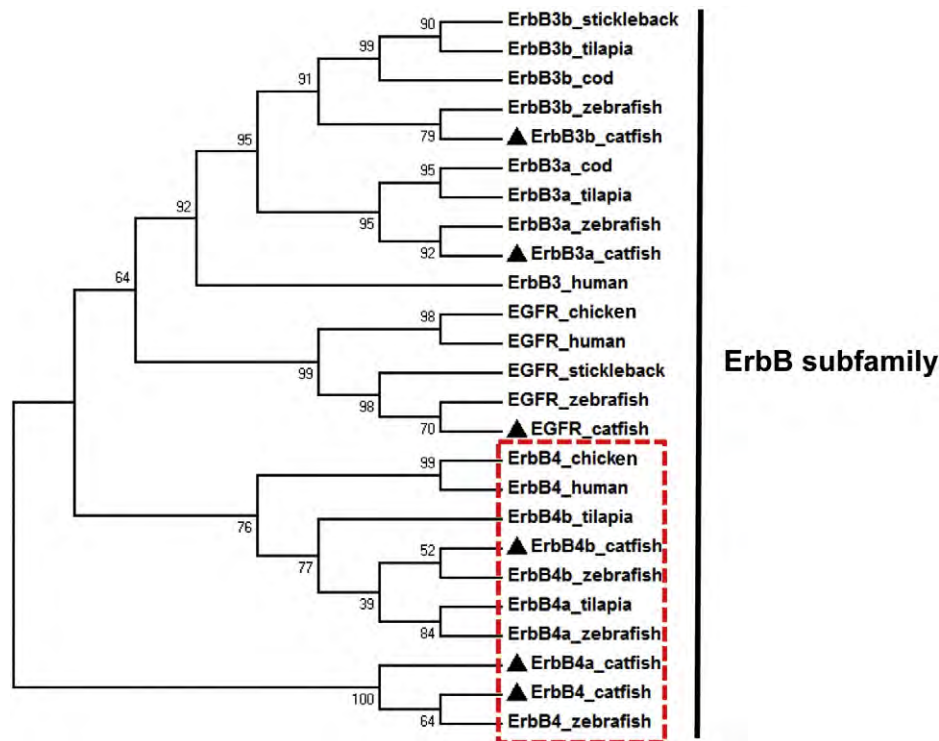 90
ErbB3b_stickleback
99
ErbB3b_tilapia
91
ErbB3b_cod
95
ErbB3b_zebrafish
79
ErbB3b_catfish
95
ErbB3a_cod
92
ErbB3a_tilapia
95
ErbB3a_zebrafish
92
ErbB3a_catfish
64
ErbB3_human
98
EGFR_chicken
EGFR_human
99
EGFR_stickleback
98
EGFR_zebrafish
70
EGFR_catfish
ErbB subfamily
99
ErbB4_chicken
ErbB4_human
76
ErbB4b_tilapia
52
ErbB4b_catfish
77
ErbB4b_zebrafish
39
ErbB4a_tilapia
84
ErbB4a_zebrafish
ErbB4a_catfish
100
ErbB4_catfish
64
ErbB4_zebrafish